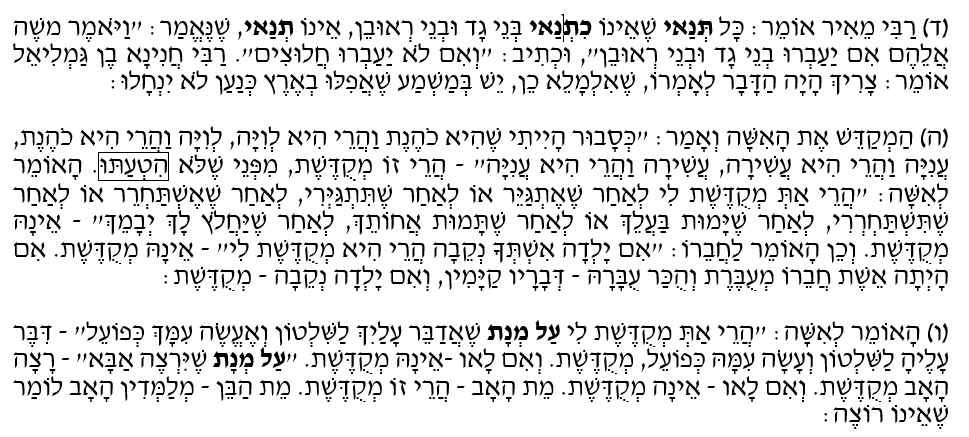 (ד) רַבִּי מֵאִיר אוֹמֵר: כָּל תְּנַאי שֶׁאֵינוֹ כִתְנַאי בְּנֵי גָד וּבְנֵי רְאוּבֵן, אֵינוֹ תְנַאי, שֶׁנֶּאֱמַר: "וַיֹּאמֶר מֹשֶׁה
אֲלֵהֶם אִם יַעַבְרוּ בְנֵי גָד וּבְנֵי רְאוּבֵן", וּכְתִיב: "וְאִם לֹא יַעַבְרוּ חֲלוּצִים". רַבִּי חֲנִינָא בֶן גַּמְלִיאֵל
אוֹמֵר: צָרִיךְ הָיָה הַדָּבָר לְאָמְרוֹ, שֶׁאִלְמָלֵא כֵן, יֵשׁ בְּמַשְׁמַע שֶׁאֲפִלּוּ בְאֶרֶץ כְּנַעַן לֹא יִנְחָלוּ:
(ה) הַמְקַדֵּשׁ אֶת הָאִשָּׁה וְאָמַר: "כְּסָבוּר הָיִיתִי שֶׁהִיא כֹהֶנֶת וַהֲרֵי הִיא לְוִיָּה, לְוִיָּה וַהֲרֵי הִיא כֹהֶנֶת,
עֲנִיָּה וַהֲרֵי הִיא עֲשִׁירָה, עֲשִׁירָה וַהֲרֵי הִיא עֲנִיָּה" - הֲרֵי זוֹ מְקֻדֶּשֶׁת, מִפְּנֵי שֶׁלֹּא הִטְעַתּוּ. הָאוֹמֵר
לְאִשָּׁה: "הֲרֵי אַתְּ מְקֻדֶּשֶׁת לִי לְאַחַר שֶׁאֶתְגַּיֵּר אוֹ לְאַחַר שֶׁתִּתְגַּיְּרִי, לְאַחַר שֶׁאֶשְׁתַּחְרֵר אוֹ לְאַחַר
שֶׁתִּשְׁתַּחְרְרִי, לְאַחַר שֶׁיָּמוּת בַּעֲלֵךְ אוֹ לְאַחַר שֶׁתָּמוּת אֲחוֹתֵךְ, לְאַחַר שֶׁיַּחֲלֹץ לָךְ יְבָמֵךְ" - אֵינָהּ
מְקֻדֶּשֶׁת. וְכֵן הָאוֹמֵר לַחֲבֵרוֹ: "אִם יָלְדָה אִשְׁתְּךָ נְקֵבָה הֲרֵי הִיא מְקֻדֶּשֶׁת לִי" - אֵינָהּ מְקֻדֶּשֶׁת. אִם
הָיְתָה אֵשֶׁת חֲבֵרוֹ מְעֻבֶּרֶת וְהֻכַּר עֻבָּרָהּ - דְּבָרָיו קַיָּמִין, וְאִם יָלְדָה נְקֵבָה - מְקֻדֶּשֶׁת:
(ו) הָאוֹמֵר לְאִשָּׁה: "הֲרֵי אַתְּ מְקֻדֶּשֶׁת לִי עַל מְנָת שֶׁאֲדַבֵּר עָלַיִךְ לַשִּׁלְטוֹן וְאֶעֱשֶׂה עִמָּךְ כְּפוֹעֵל" - דִּבֶּר
עָלֶיהָ לַשִּׁלְטוֹן וְעָשָׂה עִמָּהּ כְּפוֹעֵל, מְקֻדֶּשֶׁת. וְאִם לָאו -אֵינָהּ מְקֻדֶּשֶׁת. "עַל מְנָת שֶׁיִּרְצֶה אַבָּא" - רָצָה
הָאָב מְקֻדֶּשֶׁת. וְאִם לָאו - אֵינָהּ מְקֻדֶּשֶׁת. מֵת הָאָב - הֲרֵי זוֹ מְקֻדֶּשֶׁת. מֵת הַבֵּן - מְלַמְּדִין הָאָב לוֹמַר
שֶׁאֵינוֹ רוֹצֶה: